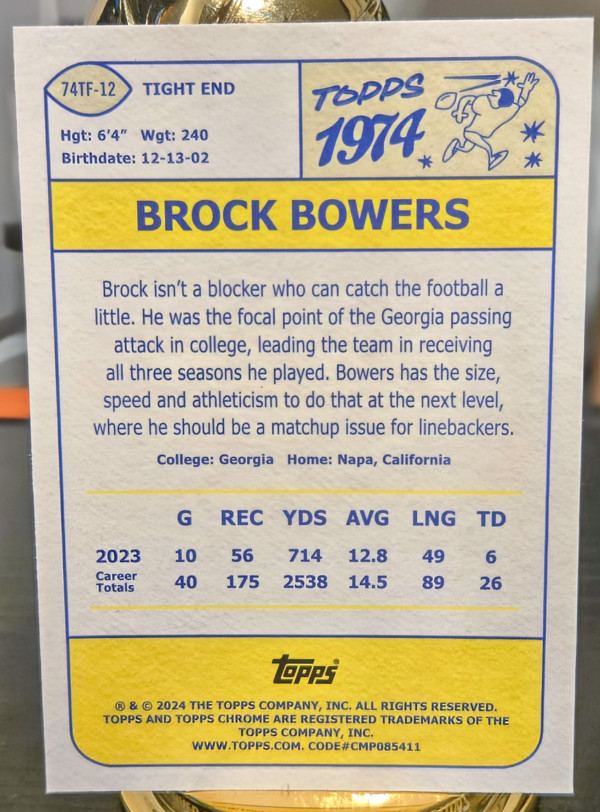 74TF-12 TIGHT END
Hgt: 6'4" Wgt: 240
Birthdate: 12-13-02
TOPPS
1974
BROCK BOWERS
Brock isn't a blocker who can catch the football a
little. He was the focal point of the Georgia passing
attack in college, leading the team in receiving
all three seasons he played. Bowers has the size,
speed and athleticism to do that at the next level,
where he should be a matchup issue for linebackers.
College: Georgia Home: Napa, California
G REC YDS AVG LNG TD
2023 10 56 714 12.8 49 6
Career
Totals 40 175 2538 14.5 89 26
topps®
® & © 2024 THE TOPPS COMPANY, INC. ALL RIGHTS RESERVED.
TOPPS AND TOPPS CHROME ARE REGISTERED TRADEMARKS OF THE
TOPPS COMPANY, INC.
WWW.TOPPS.COM. CODE#CMP085411